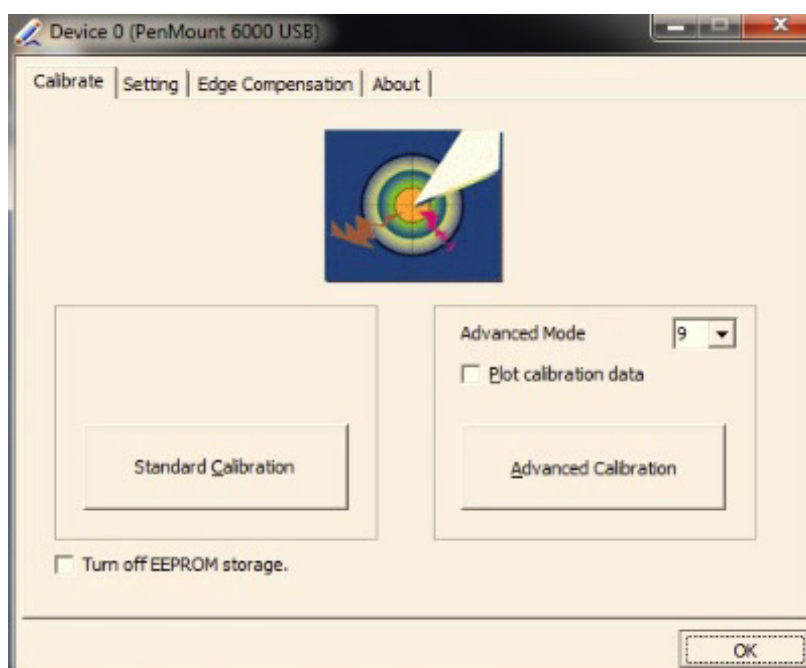 Device 0 (PenMount 6000 USB)
Calibrate Setting Edge Compensation About
Advanced Mode 9
Plot calibration data
Standard Calibration Advanced Calibration
Turn off EEPROM storage.
OK